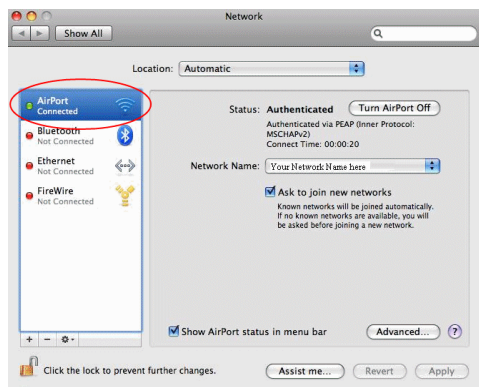 Network
Show All
Location: Automatic
AirPort
Connected
Bluetooth
Not Connected
Ethernet
Not Connected
FireWire
Not Connected
Status: Authenticated Turn AirPort Off
Authenticated via PEAP (Inner Protocol:
MSCHAPv2)
Connect Time: 00:00:20
Network Name: Your Network Name here
Ask to join new networks
Known networks will be joined automatically.
If no known networks are available, you will
be asked before joining a new network.
Show AirPort status in menu bar Advanced... ?
+ −
Click the lock to prevent further changes.
Assist me... Revert Apply